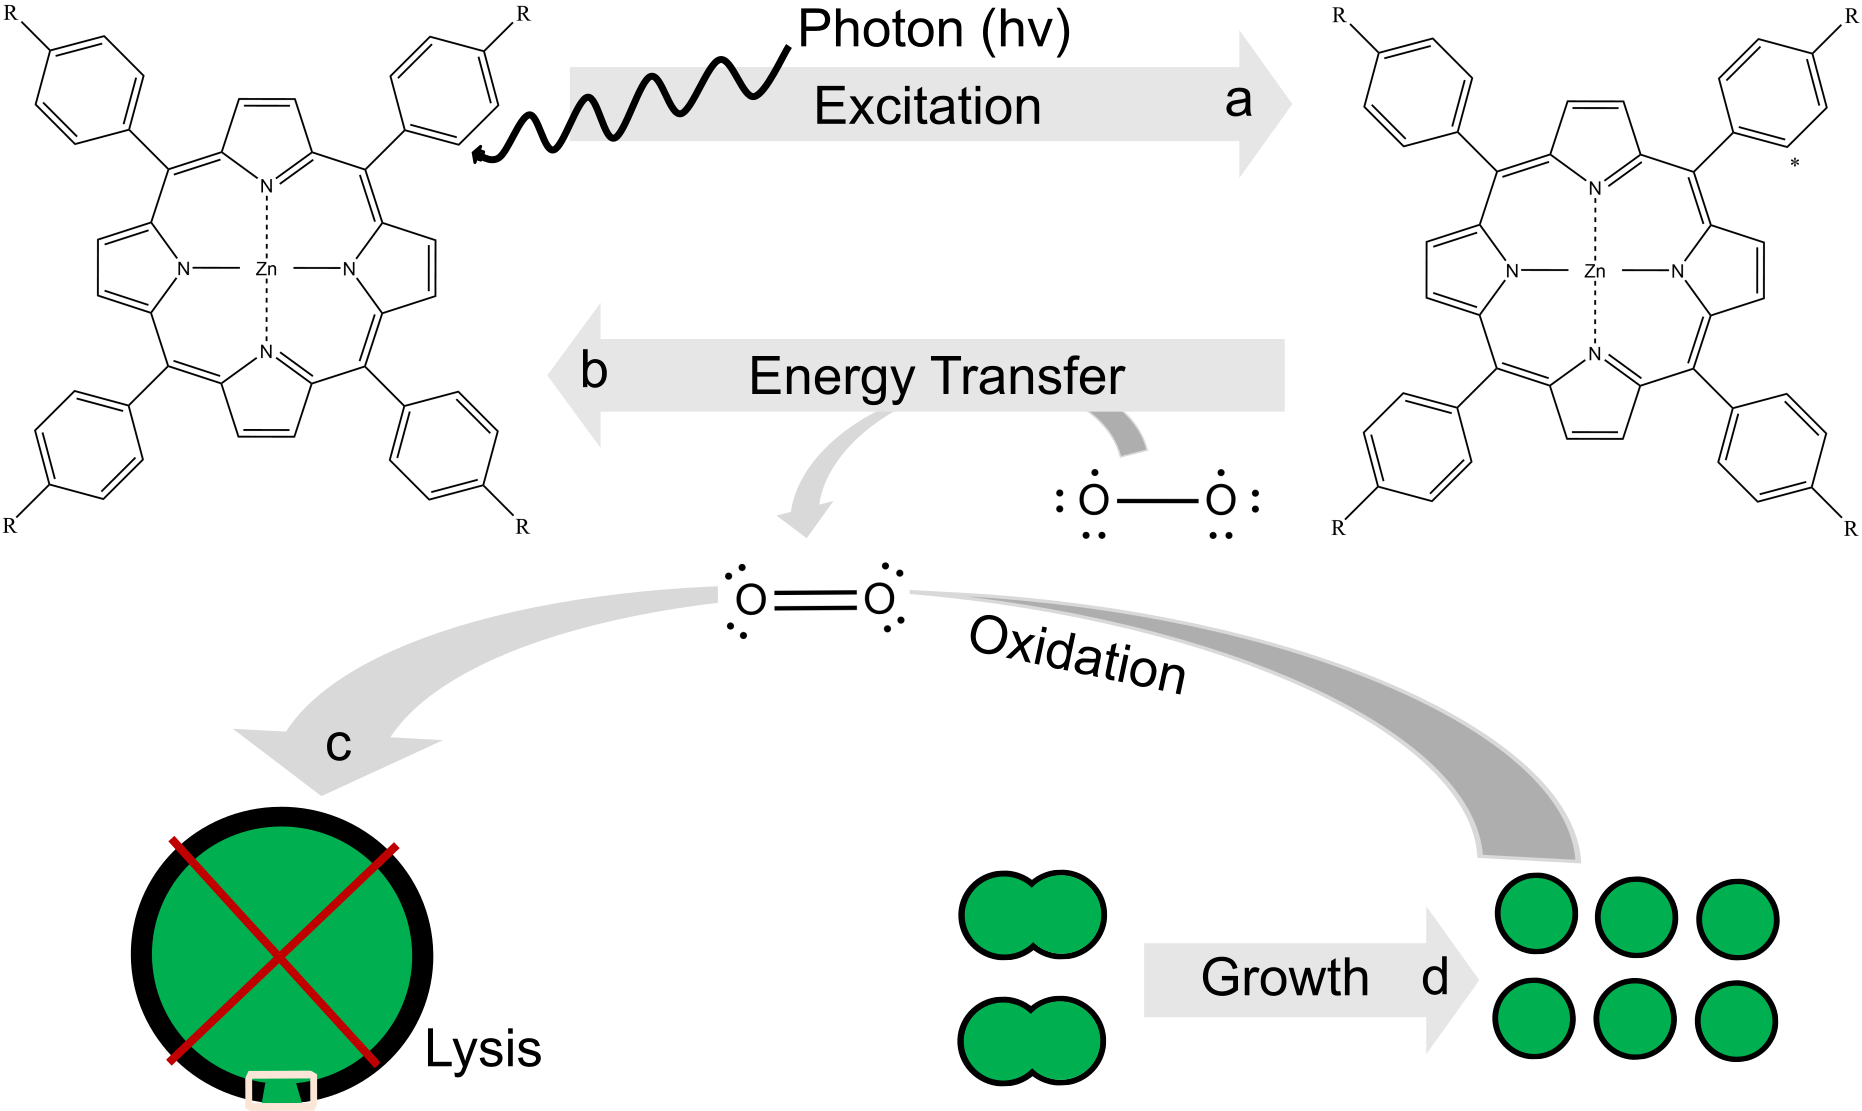 R
R
Photon (hv)
R
R
Excitation
a
*
N
N
N
Zn
N
N
Zn
N
N
N
b
Energy Transfer
O
O
R
R
R
R
O
O
Oxidation
c
Growth
d
Lysis